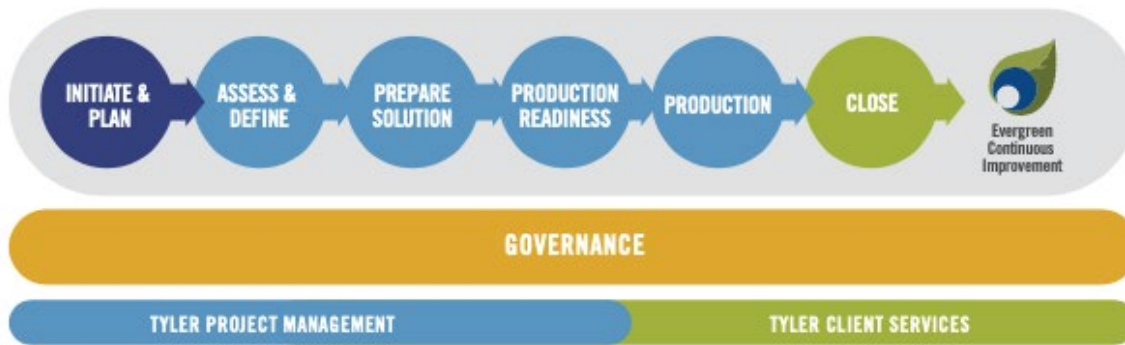 INITIATE &
PLAN
ASSESS &
DEFINE
PREPARE
SOLUTION
PRODUCTION
READINESS
PRODUCTION
CLOSE
Evergreen
Continuous
Improvement
GOVERNANCE
TYLER PROJECT MANAGEMENT
TYLER CLIENT SERVICES